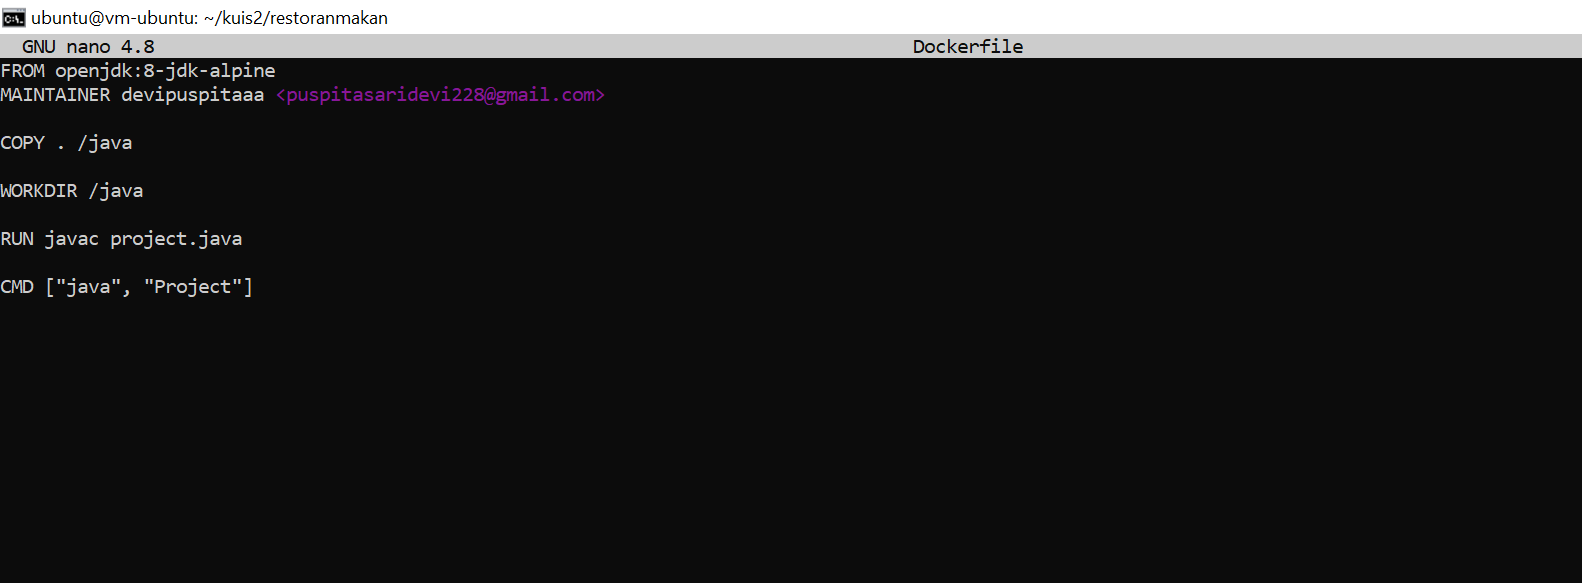 ubuntu@vm-ubuntu: ~/kuis2/restoranmakan
GNU nano 4.8 Dockerfile
FROM openjdk:8-jdk-alpine
MAINTAINER devipuspitaaa <puspitasaridevi228@gmail.com>
COPY . /java
WORKDIR /java
RUN javac project.java
CMD ["java", "Project"]